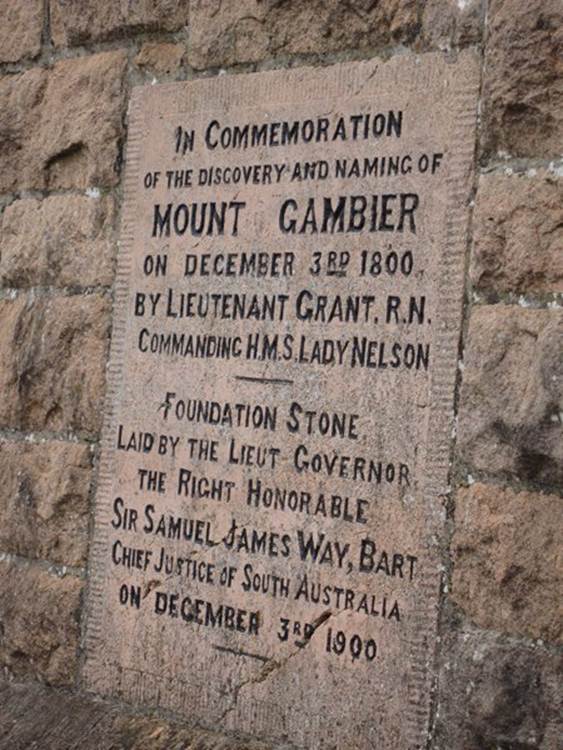 IN COMMEMORATION
OF THE DISCOVERY AND NAMING OF
MOUNT GAMBIER
ON DECEMBER 3RD 1800.
BY LIEUTENANT GRANT, R.N.
COMMANDING H.M.S. LADY NELSON
FOUNDATION STONE
LAID BY THE LIEUT GOVERNOR
THE RIGHT HONORABLE
SIR SAMUEL JAMES WAY, BART
CHIEF JUSTICE OF SOUTH AUSTRALIA
ON DECEMBER 3RD 1900